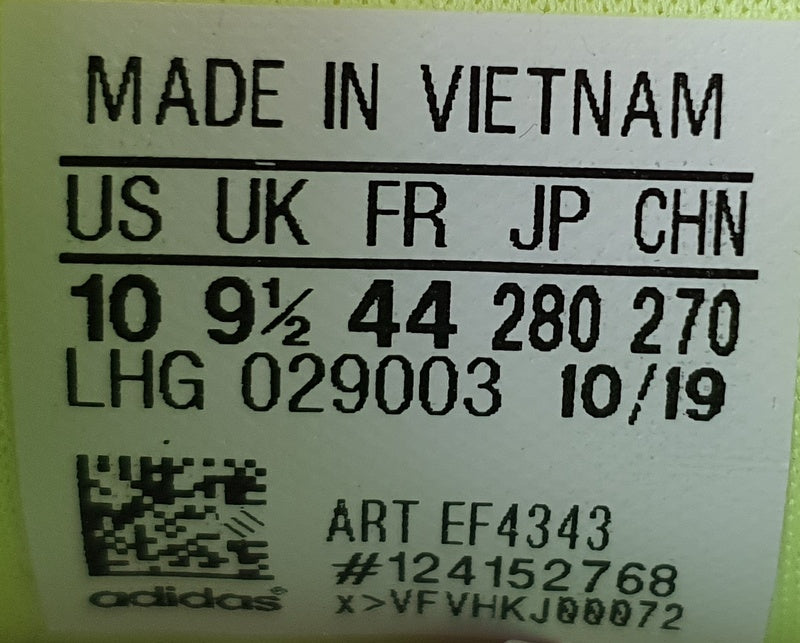 MADE IN VIETNAM
US UK FR JP CHN
10 9½ 44 280 270
LHG 029003 10/19
ART EF4343
#124152768
adidas® x>VFVHKJ00072